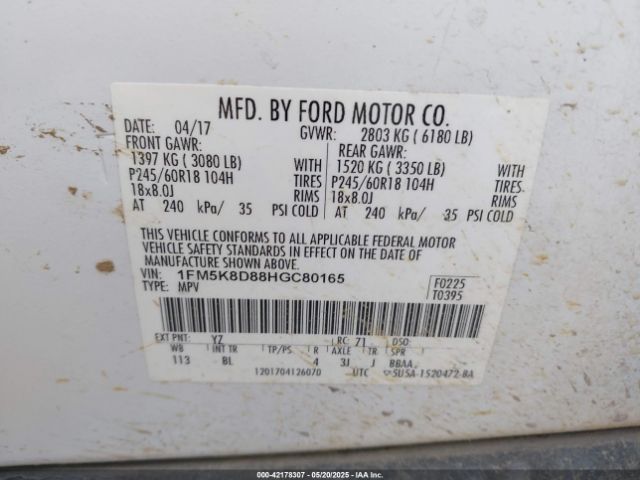 MFD. BY FORD MOTOR CO.
DATE: 04/17 GVWR: 2803 KG ( 6180 LB)
FRONT GAWR: REAR GAWR:
1397 KG ( 3080 LB) WITH 1520 KG ( 3350 LB) WITH
P245/60R18 104H TIRES P245/60R18 104H TIRES
18x8.0J RIMS 18x8.0J RIMS
AT 240 kPa/ 35 PSI COLD AT 240 kPa/ 35 PSI COLD
THIS VEHICLE CONFORMS TO ALL APPLICABLE FEDERAL MOTOR
VEHICLE SAFETY STANDARDS IN EFFECT ON THE DATE OF
MANUFACTURE SHOWN ABOVE.
VIN: 1FM5K8D88HGC80165 F0225
TYPE: MPV T0395
EXT PNT: YZ RC: 71 DSO:
WB INT TR TP/PS R AXLE TR SPR
113 BL 4 3J J BBAA
1201704126070 UTC 5USA-1520472-BA
000-42178307 - 05/20/2025 - IAAI.COM